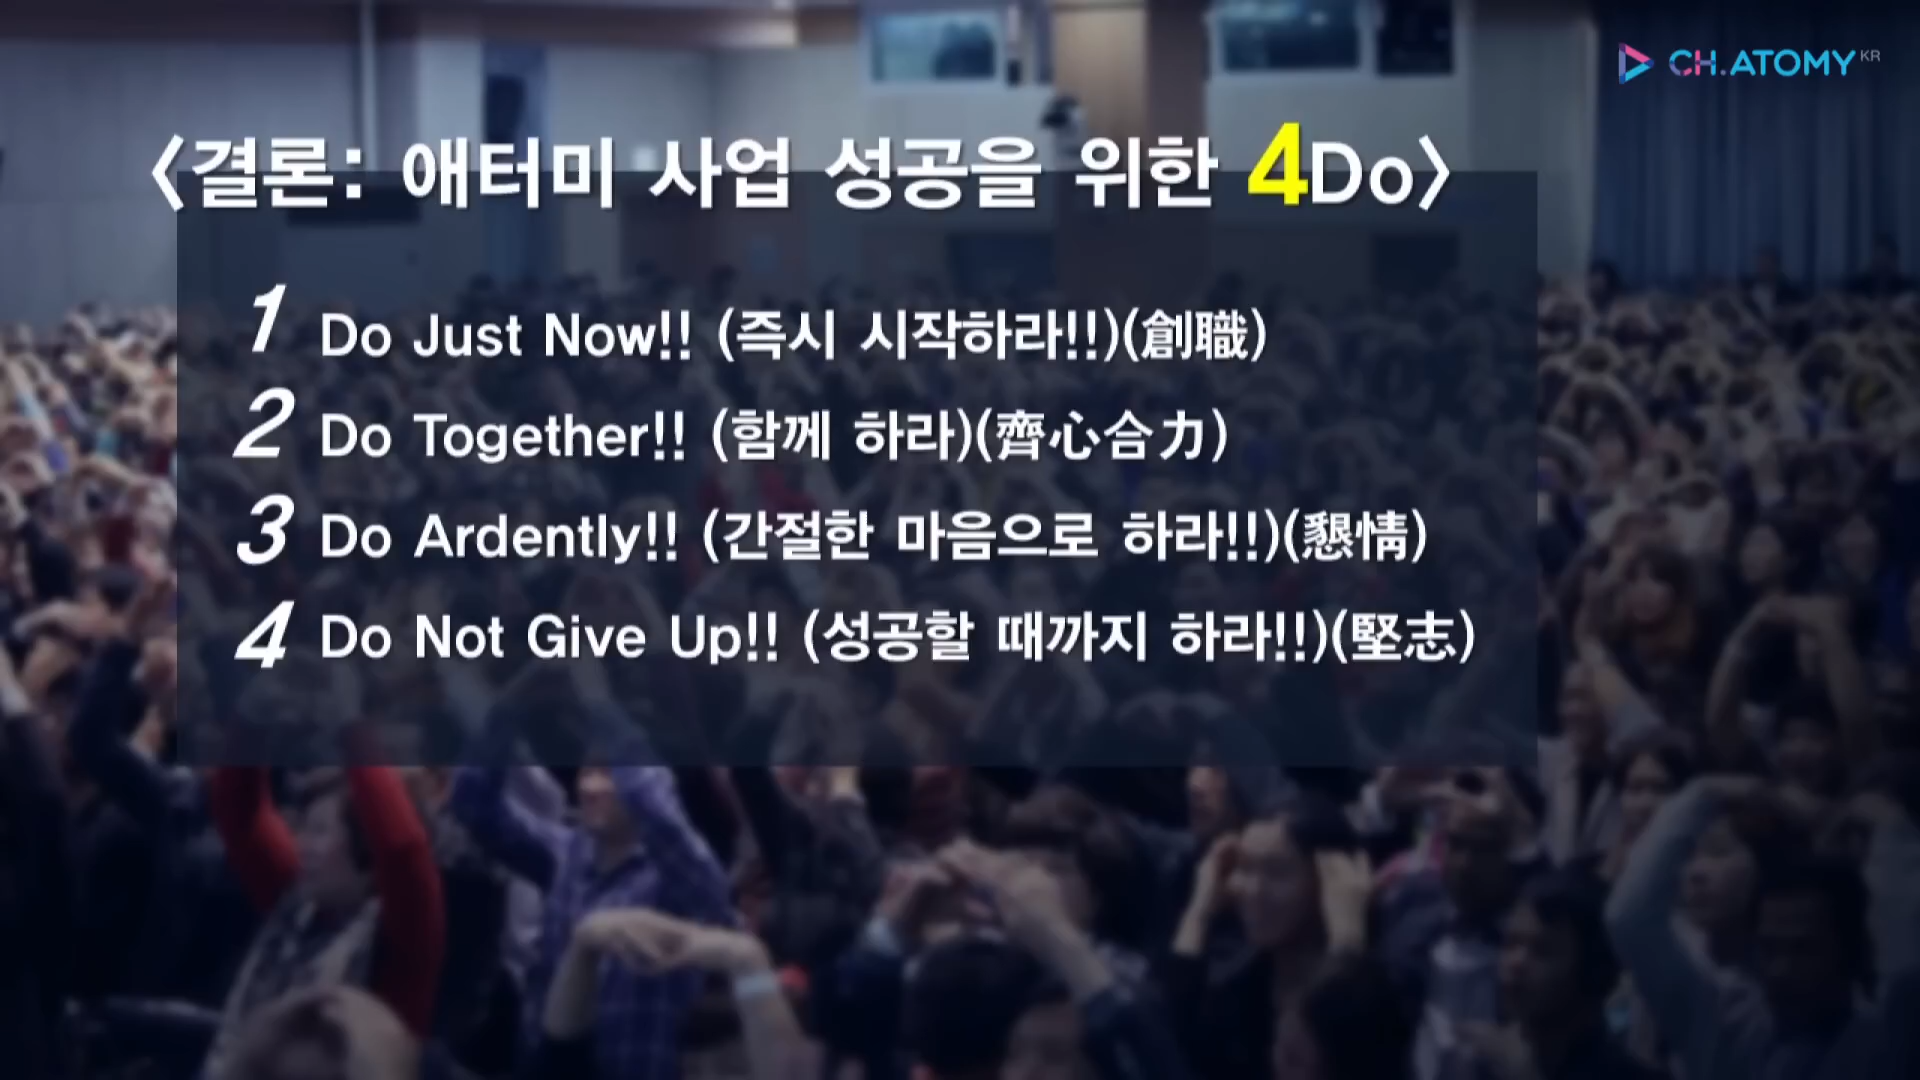 CH.ATOMY KR
<결론: 애터미 사업 성공을 위한 4Do>
1 Do Just Now!! (즉시 시작하라!!)(創職)
2 Do Together!! (함께 하라)(齊心合力)
3 Do Ardently!! (간절한 마음으로 하라!!)(懇情)
4 Do Not Give Up!! (성공할 때까지 하라!!)(堅志)